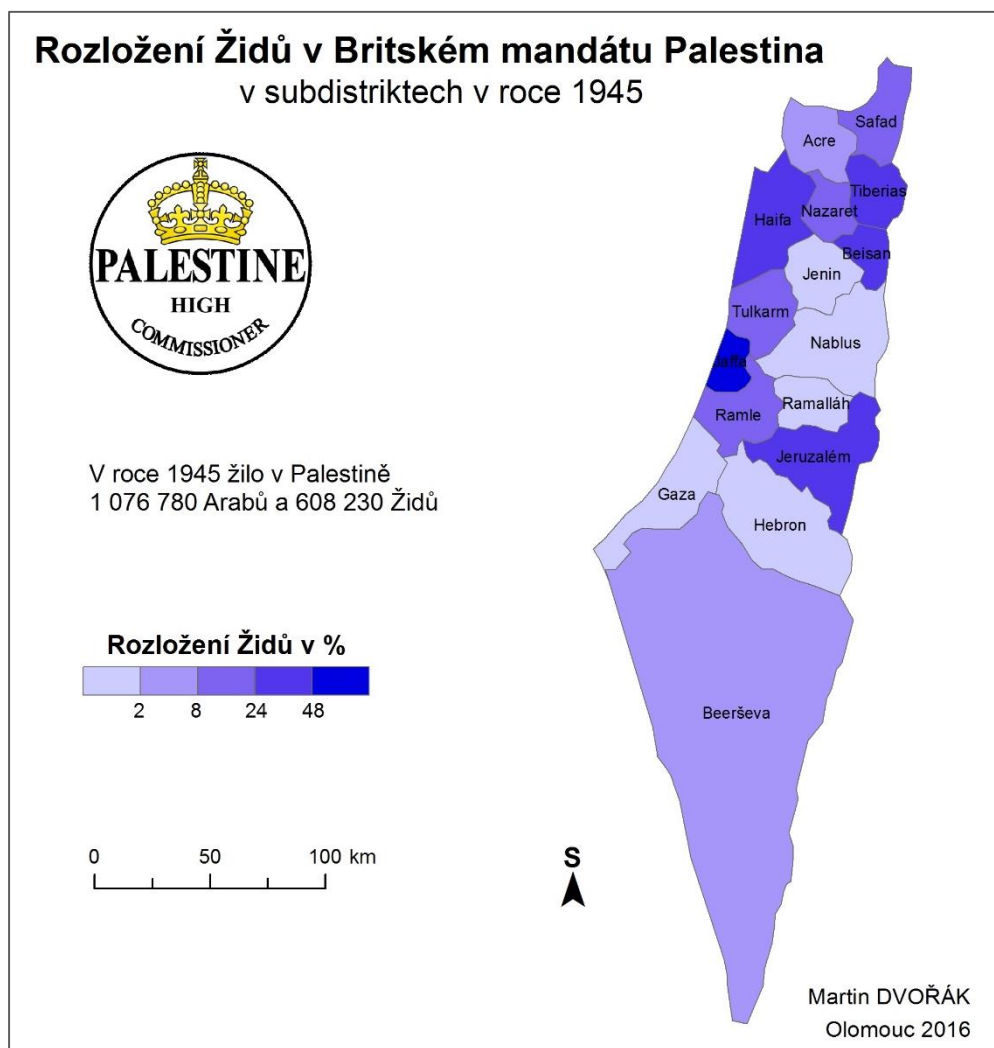 Rozložení Židů v Britském mandátu Palestina
v subdistriktech v roce 1945
PALESTINE
HIGH
COMMISSIONER
V roce 1945 žilo v Palestině
1 076 780 Arabů a 608 230 Židů
Safad
Acre
Tiberias
Nazaret
Haifa
Beisan
Jenin
Tulkarm
Nablus
Jaffa
Ramalláh
Ramle
Jeruzalém
Gaza
Hebron
Beerševa
Rozložení Židů v %
2 8 24 48
0 50 100 km
S
Martin DVOŘÁK
Olomouc 2016